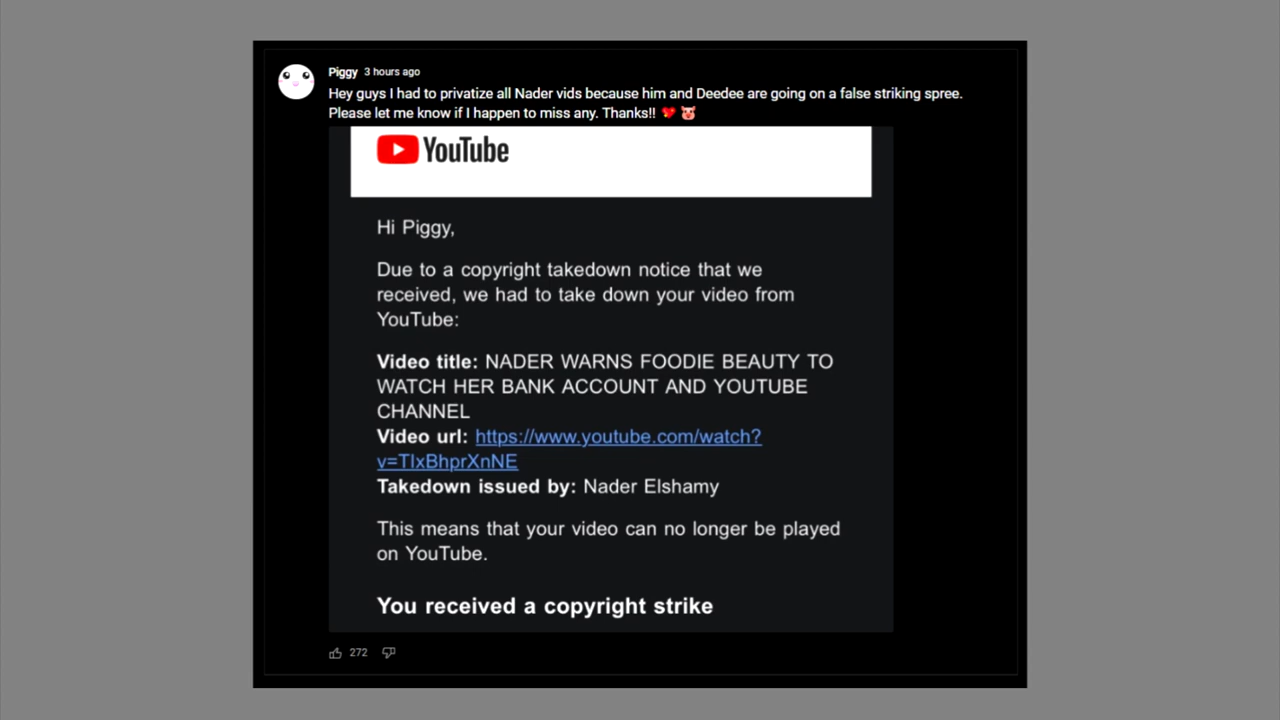 Piggy 3 hours ago
Hey guys I had to privatize all Nader vids because him and Deedee are going on a false striking spree.
Please let me know if I happen to miss any. Thanks!! 💘 🐷
YouTube
Hi Piggy,
Due to a copyright takedown notice that we
received, we had to take down your video from
YouTube:
Video title: NADER WARNS FOODIE BEAUTY TO
WATCH HER BANK ACCOUNT AND YOUTUBE
CHANNEL
Video url: https://www.youtube.com/watch?
v=TIxBhprXnNE
Takedown issued by: Nader Elshamy
This means that your video can no longer be played
on YouTube.
You received a copyright strike
272